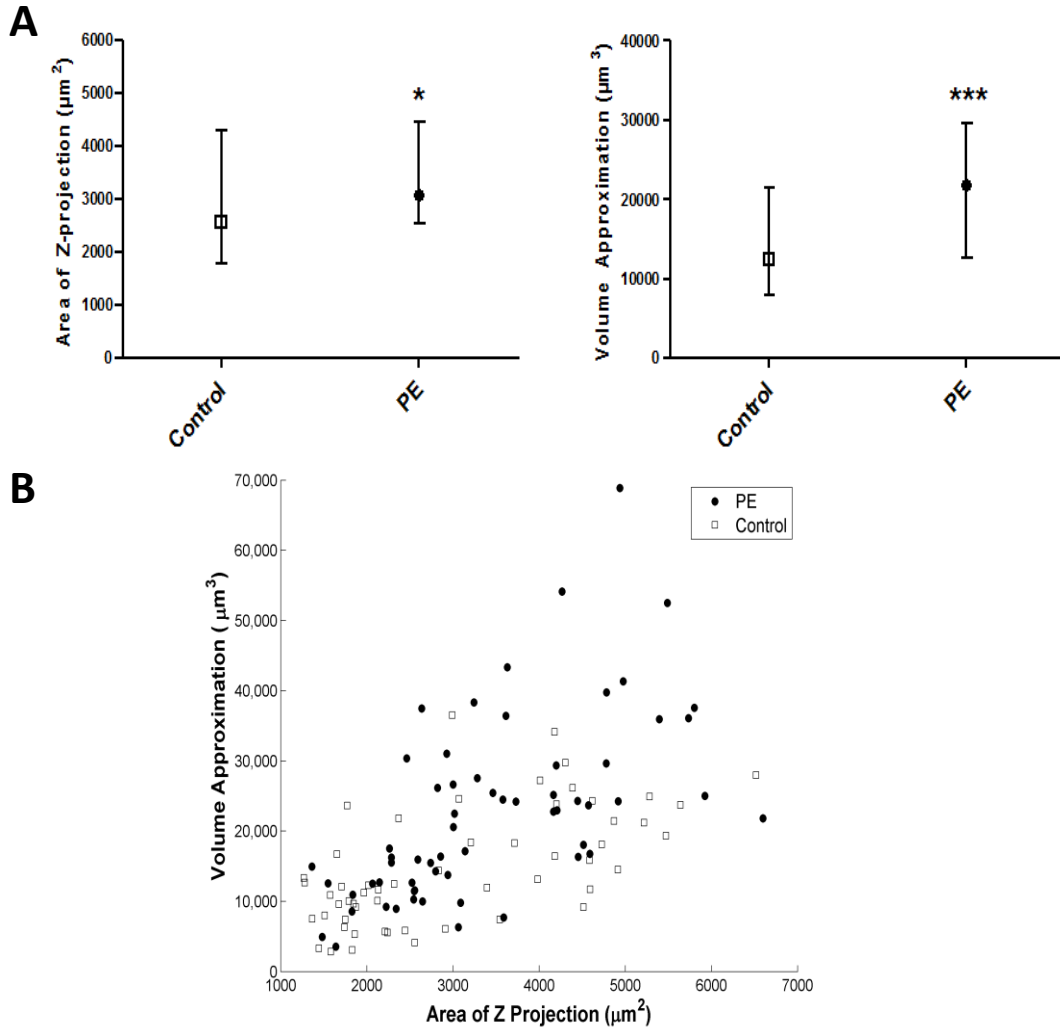 A
Area of Z-projection (µm²)
6000
5000
4000
3000
2000
1000
0
*
Control
PE
Volume Approximation (µm³)
40000
30000
20000
10000
0
***
Control
PE
B
Volume Approximation ( µm³)
70,000
60,000
50,000
40,000
30,000
20,000
10,000
0
PE
Control
1000
2000
3000
4000
5000
6000
7000
Area of Z Projection (µm²)